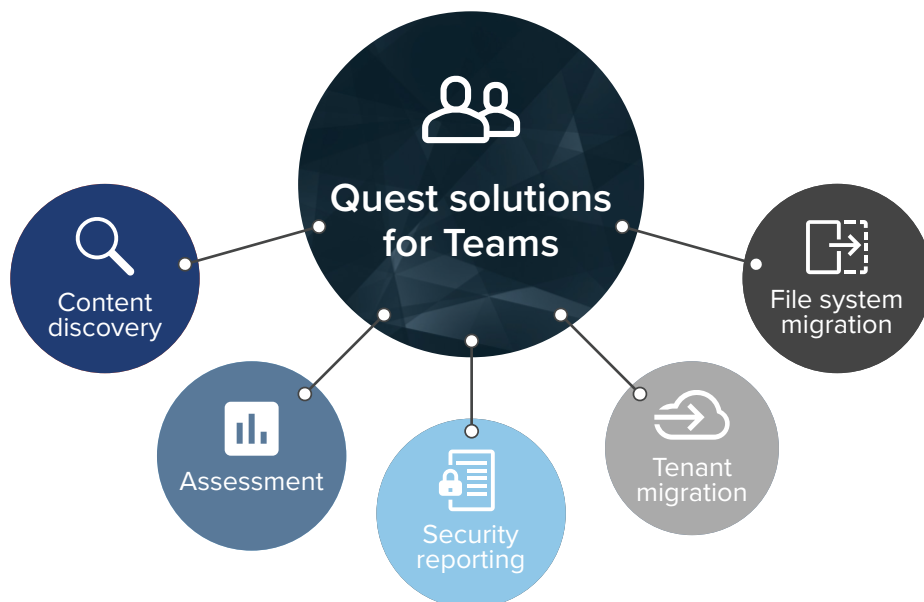 Quest solutions
for Teams
Content
discovery
Assessment
Security
reporting
Tenant
migration
File system
migration